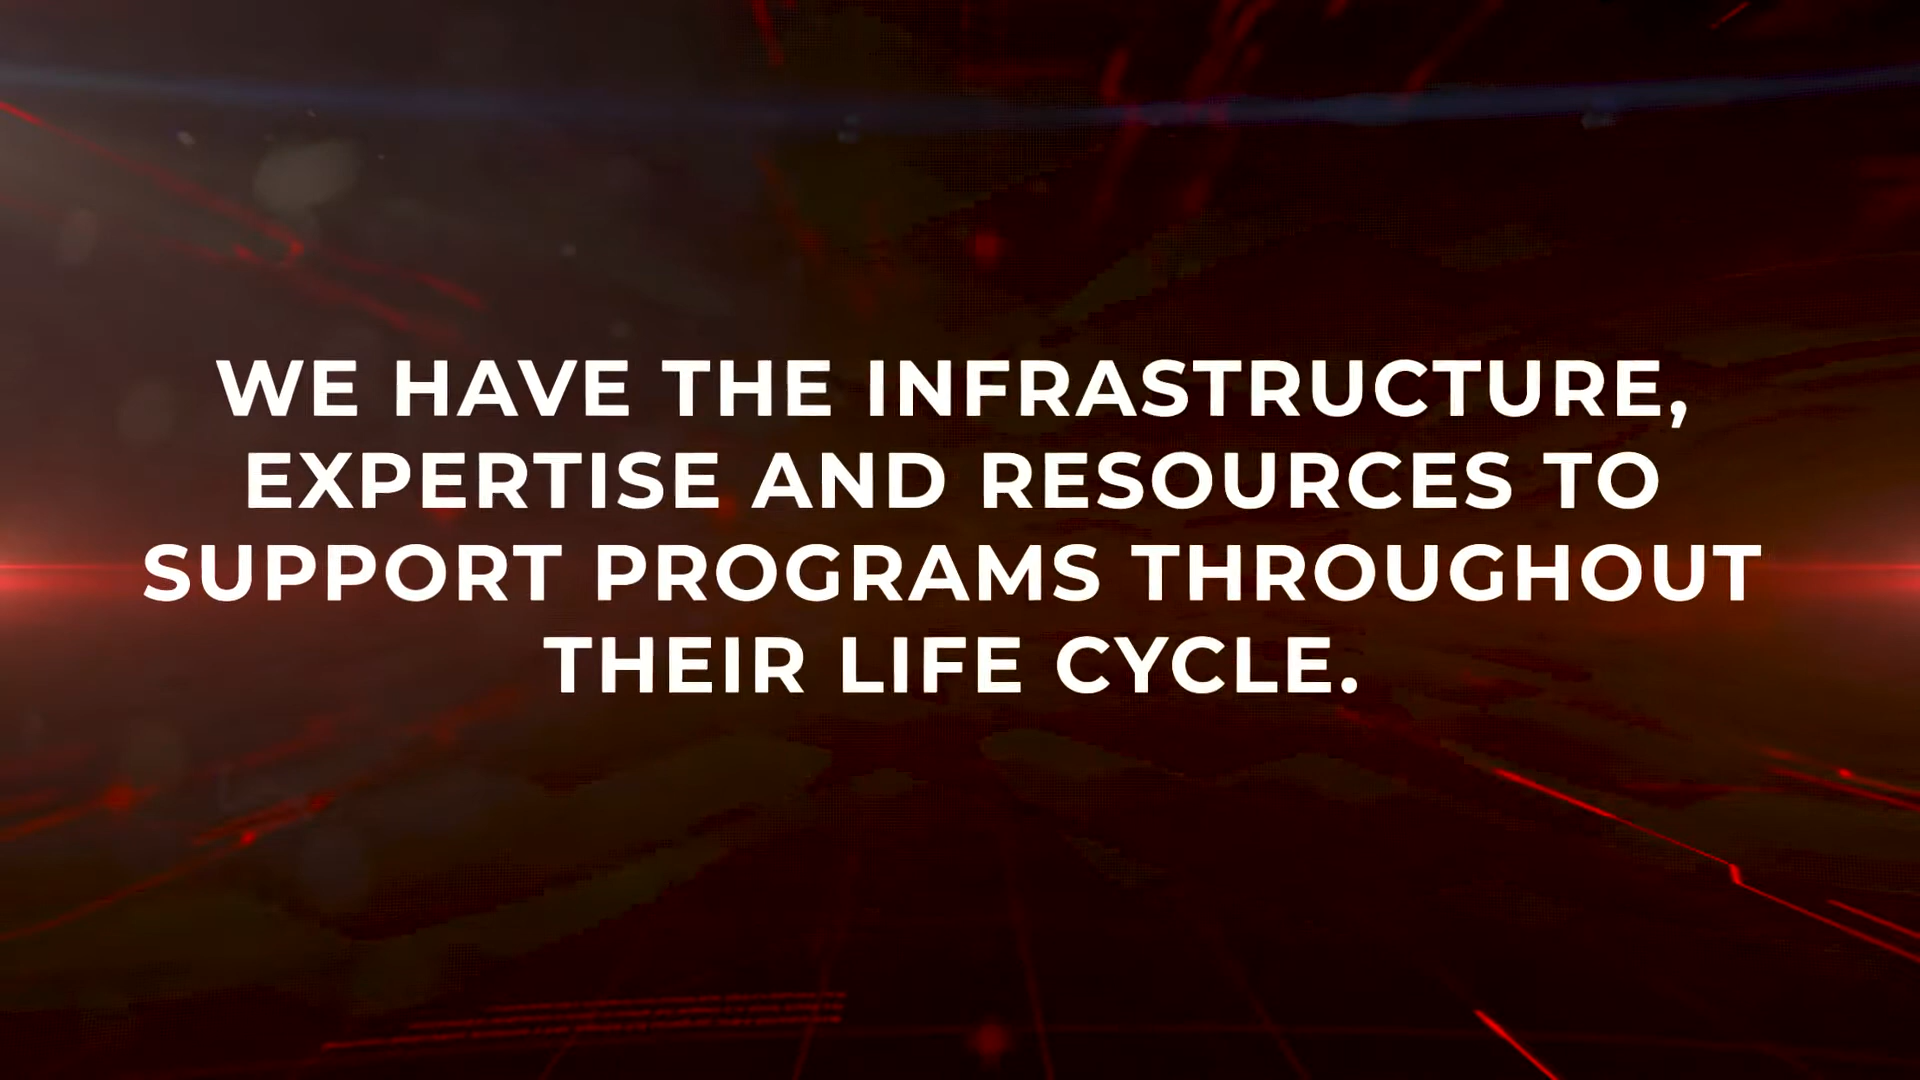 WE HAVE THE INFRASTRUCTURE,
EXPERTISE AND RESOURCES TO
SUPPORT PROGRAMS THROUGHOUT
THEIR LIFE CYCLE.